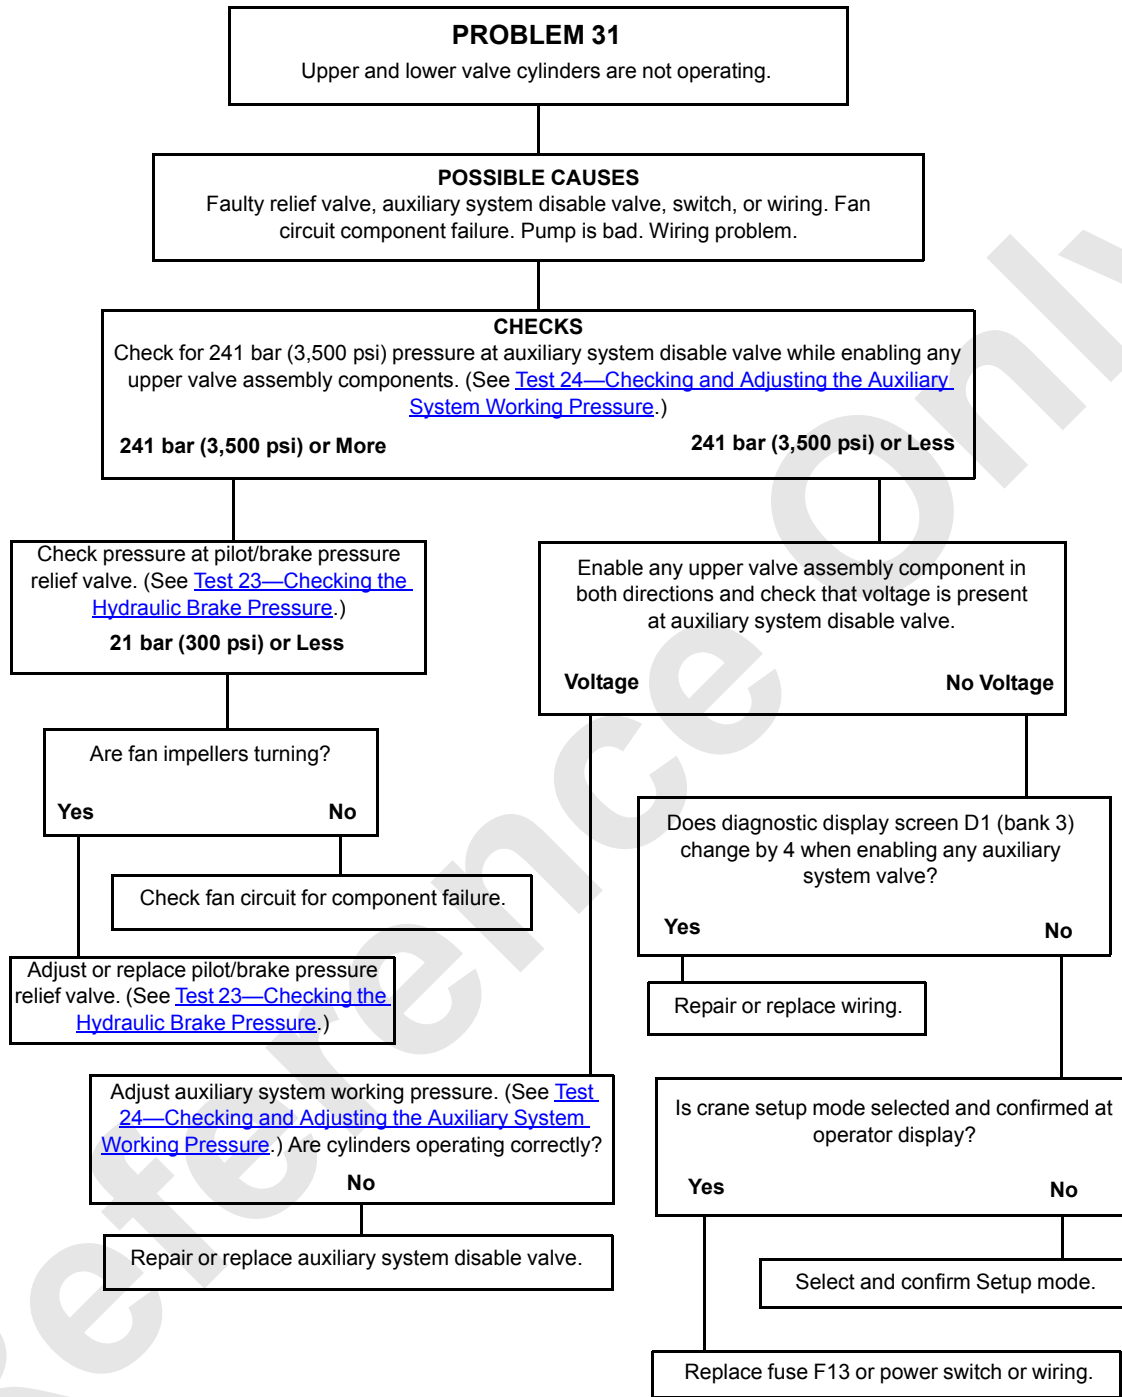 PROBLEM 31
Upper and lower valve cylinders are not operating.
POSSIBLE CAUSES
Faulty relief valve, auxiliary system disable valve, switch, or wiring. Fan
circuit component failure. Pump is bad. Wiring problem.
CHECKS
Check for 241 bar (3,500 psi) pressure at auxiliary system disable valve while enabling any
upper valve assembly components. (See Test 24—Checking and Adjusting the Auxiliary
System Working Pressure.)
241 bar (3,500 psi) or More
241 bar (3,500 psi) or Less
Check pressure at pilot/brake pressure
relief valve. (See Test 23—Checking the
Hydraulic Brake Pressure.)
21 bar (300 psi) or Less
Enable any upper valve assembly component in
both directions and check that voltage is present
at auxiliary system disable valve.
Voltage
No Voltage
Are fan impellers turning?
Yes
No
Does diagnostic display screen D1 (bank 3)
change by 4 when enabling any auxiliary
system valve?
Yes
No
Check fan circuit for component failure.
Adjust or replace pilot/brake pressure
relief valve. (See Test 23—Checking the
Hydraulic Brake Pressure.)
Repair or replace wiring.
Adjust auxiliary system working pressure. (See Test
24—Checking and Adjusting the Auxiliary System
Working Pressure.) Are cylinders operating correctly?
No
Is crane setup mode selected and confirmed at
operator display?
Yes
No
Repair or replace auxiliary system disable valve.
Select and confirm Setup mode.
Replace fuse F13 or power switch or wiring.
Reference Only